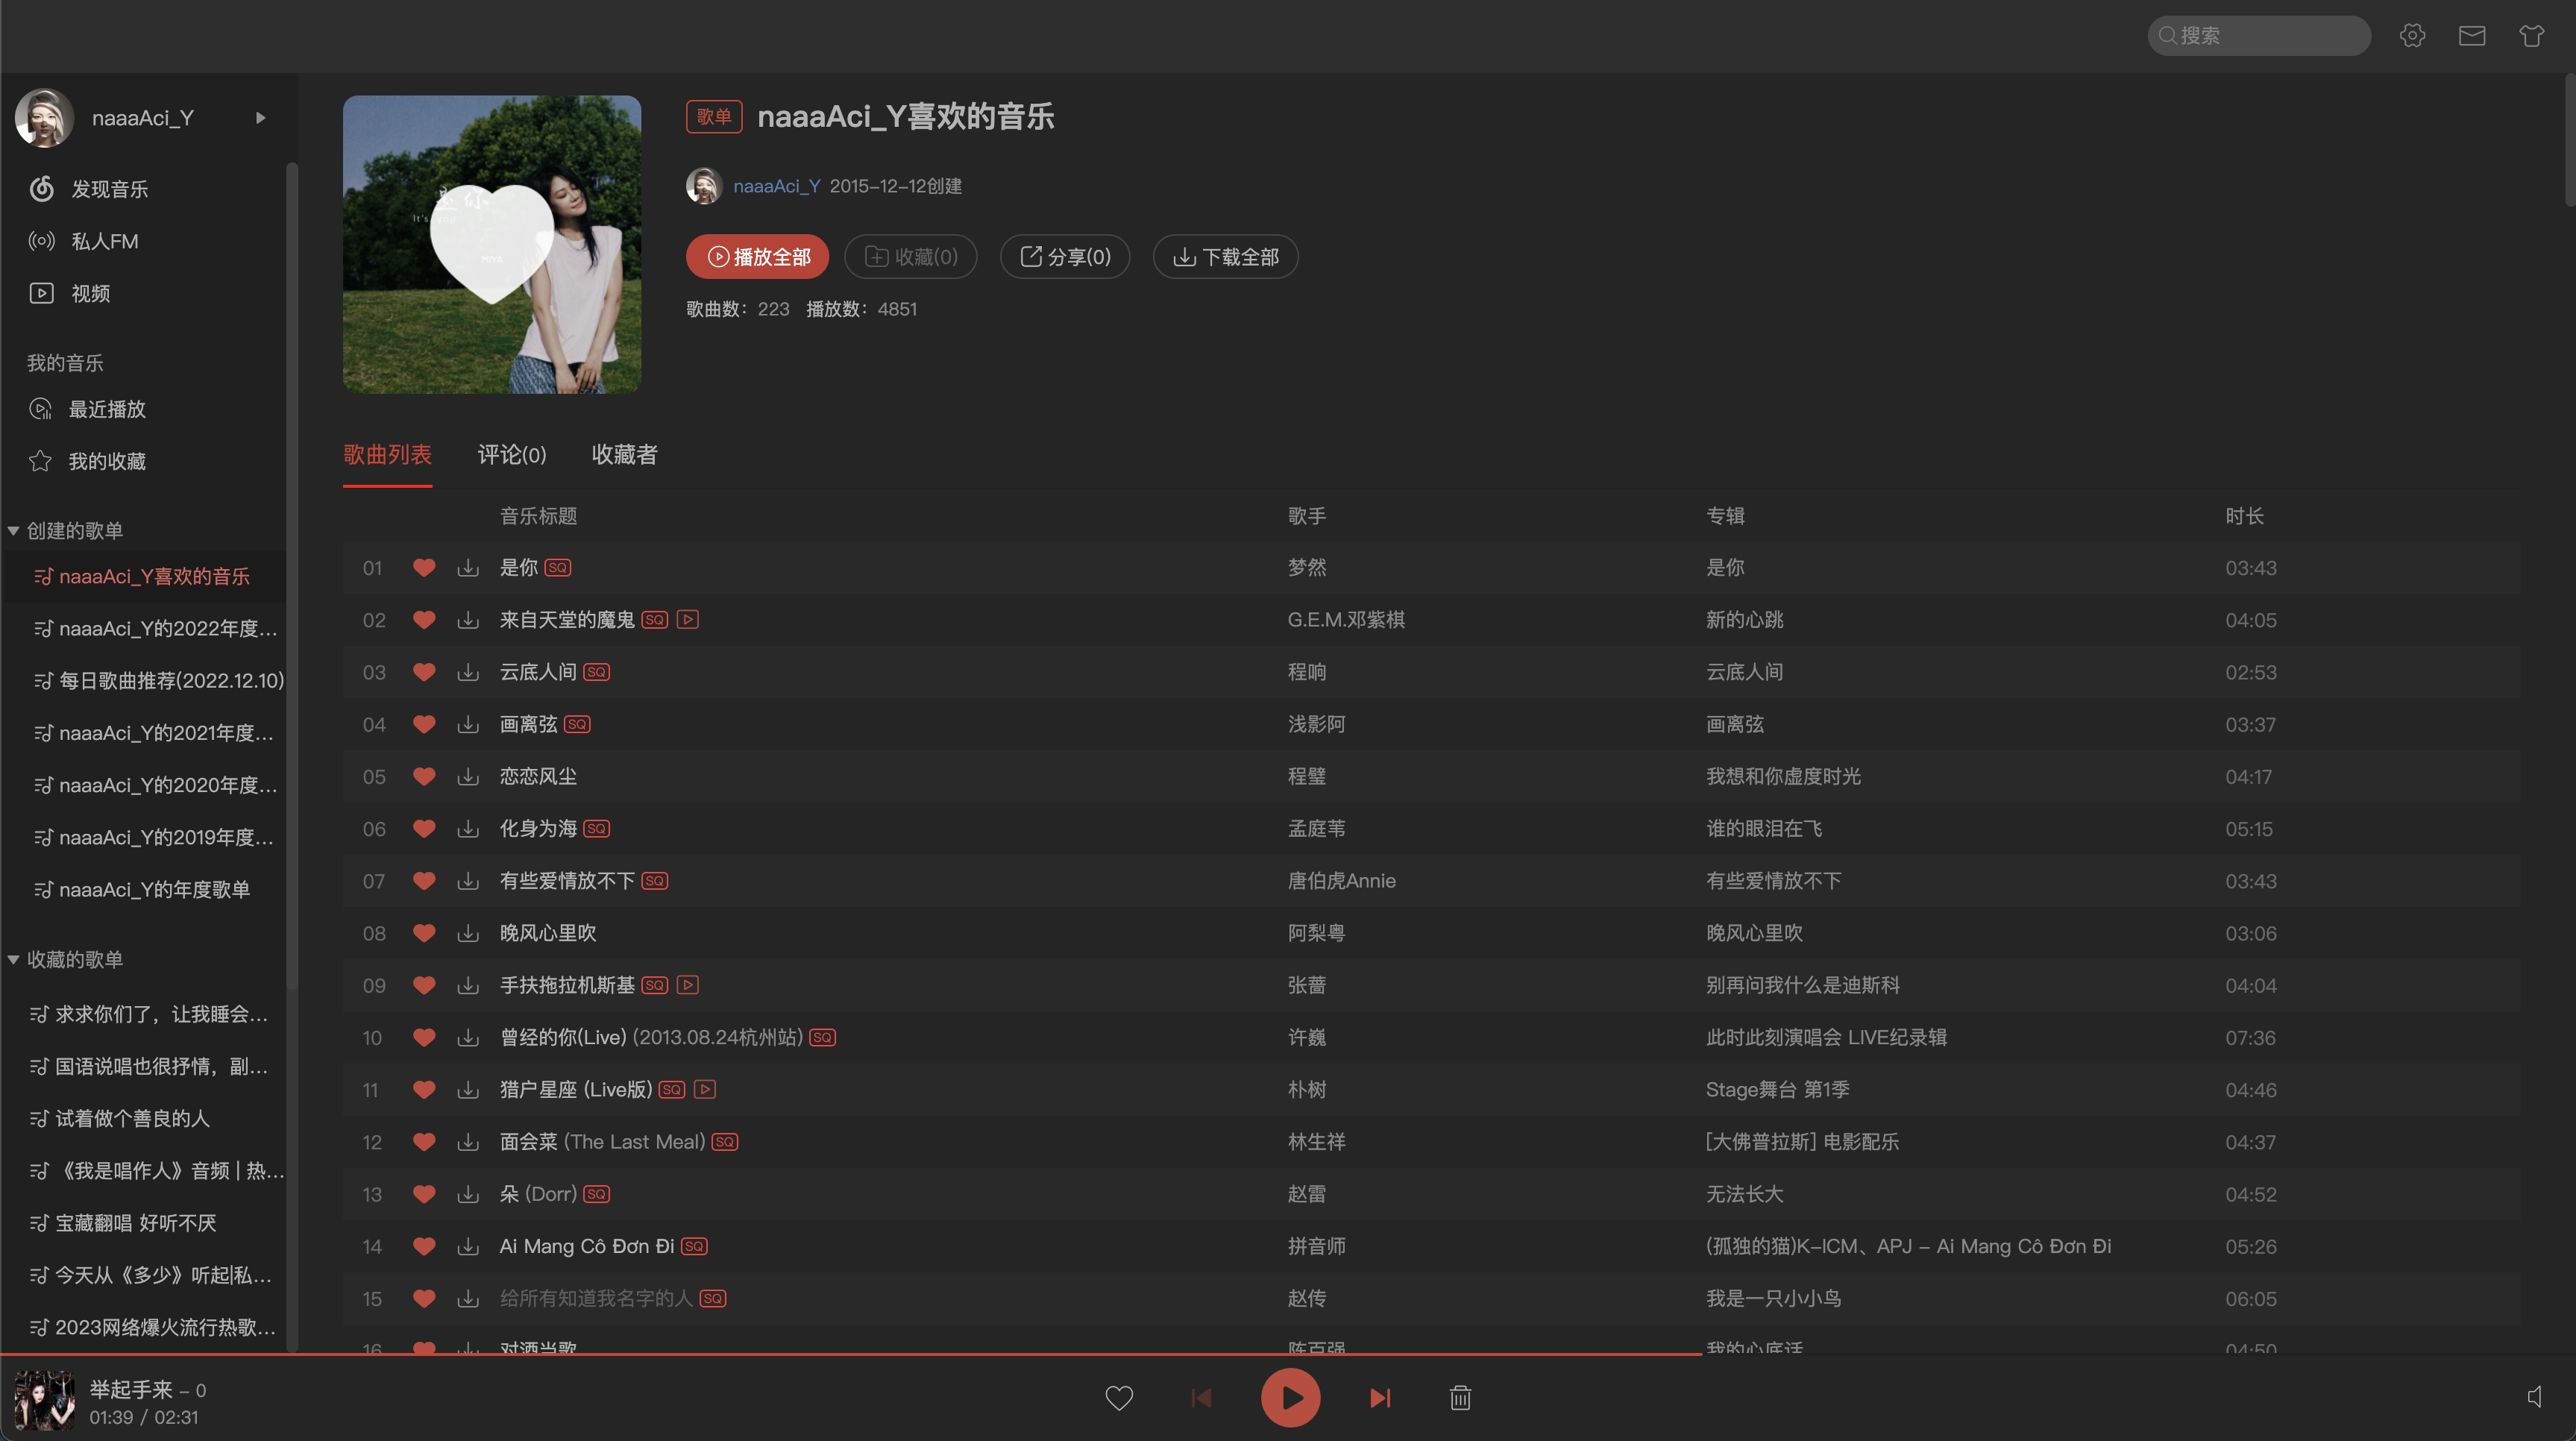 搜索
naaaAci_Y
发现音乐
私人FM
视频
我的音乐
最近播放
我的收藏
创建的歌单
naaaAci_Y喜欢的音乐
naaaAci_Y的2022年度...
每日歌曲推荐(2022.12.10)
naaaAci_Y的2021年度...
naaaAci_Y的2020年度...
naaaAci_Y的2019年度...
naaaAci_Y的年度歌单
收藏的歌单
求求你们了，让我睡会...
国语说唱也很抒情，副...
试着做个善良的人
《我是唱作人》音频 | 热...
宝藏翻唱 好听不厌
今天从《多少》听起|私...
2023网络爆火流行热歌...
MIYA
歌单 naaaAci_Y喜欢的音乐
naaaAci_Y 2015-12-12创建
播放全部 收藏(0) 分享(0) 下载全部
歌曲数：223 播放数：4851
歌曲列表 评论(0) 收藏者
音乐标题 歌手 专辑 时长
01 是你 SQ 梦然 是你 03:43
02 来自天堂的魔鬼 SQ G.E.M.邓紫棋 新的心跳 04:05
03 云底人间 SQ 程响 云底人间 02:53
04 画离弦 SQ 浅影阿 画离弦 03:37
05 恋恋风尘 程璧 我想和你虚度时光 04:17
06 化身为海 SQ 孟庭苇 谁的眼泪在飞 05:15
07 有些爱情放不下 SQ 唐伯虎Annie 有些爱情放不下 03:43
08 晚风心里吹 阿梨粤 晚风心里吹 03:06
09 手扶拖拉机斯基 SQ 张蔷 别再问我什么是迪斯科 04:04
10 曾经的你(Live) (2013.08.24杭州站) SQ 许巍 此时此刻演唱会 LIVE纪录辑 07:36
11 猎户星座 (Live版) SQ 朴树 Stage舞台 第1季 04:46
12 面会菜 (The Last Meal) SQ 林生祥 [大佛普拉斯] 电影配乐 04:37
13 朵 (Dorr) SQ 赵雷 无法长大 04:52
14 Ai Mang Cô Đơn Đi SQ 拼音师 (孤独的猫)K-ICM、APJ - Ai Mang Cô Đơn Đi 05:26
15 给所有知道我名字的人 SQ 赵传 我是一只小小鸟 06:05
16 对酒当歌 陈百强 我的心底话 04:50
举起手来 - 0
01:39 / 02:31